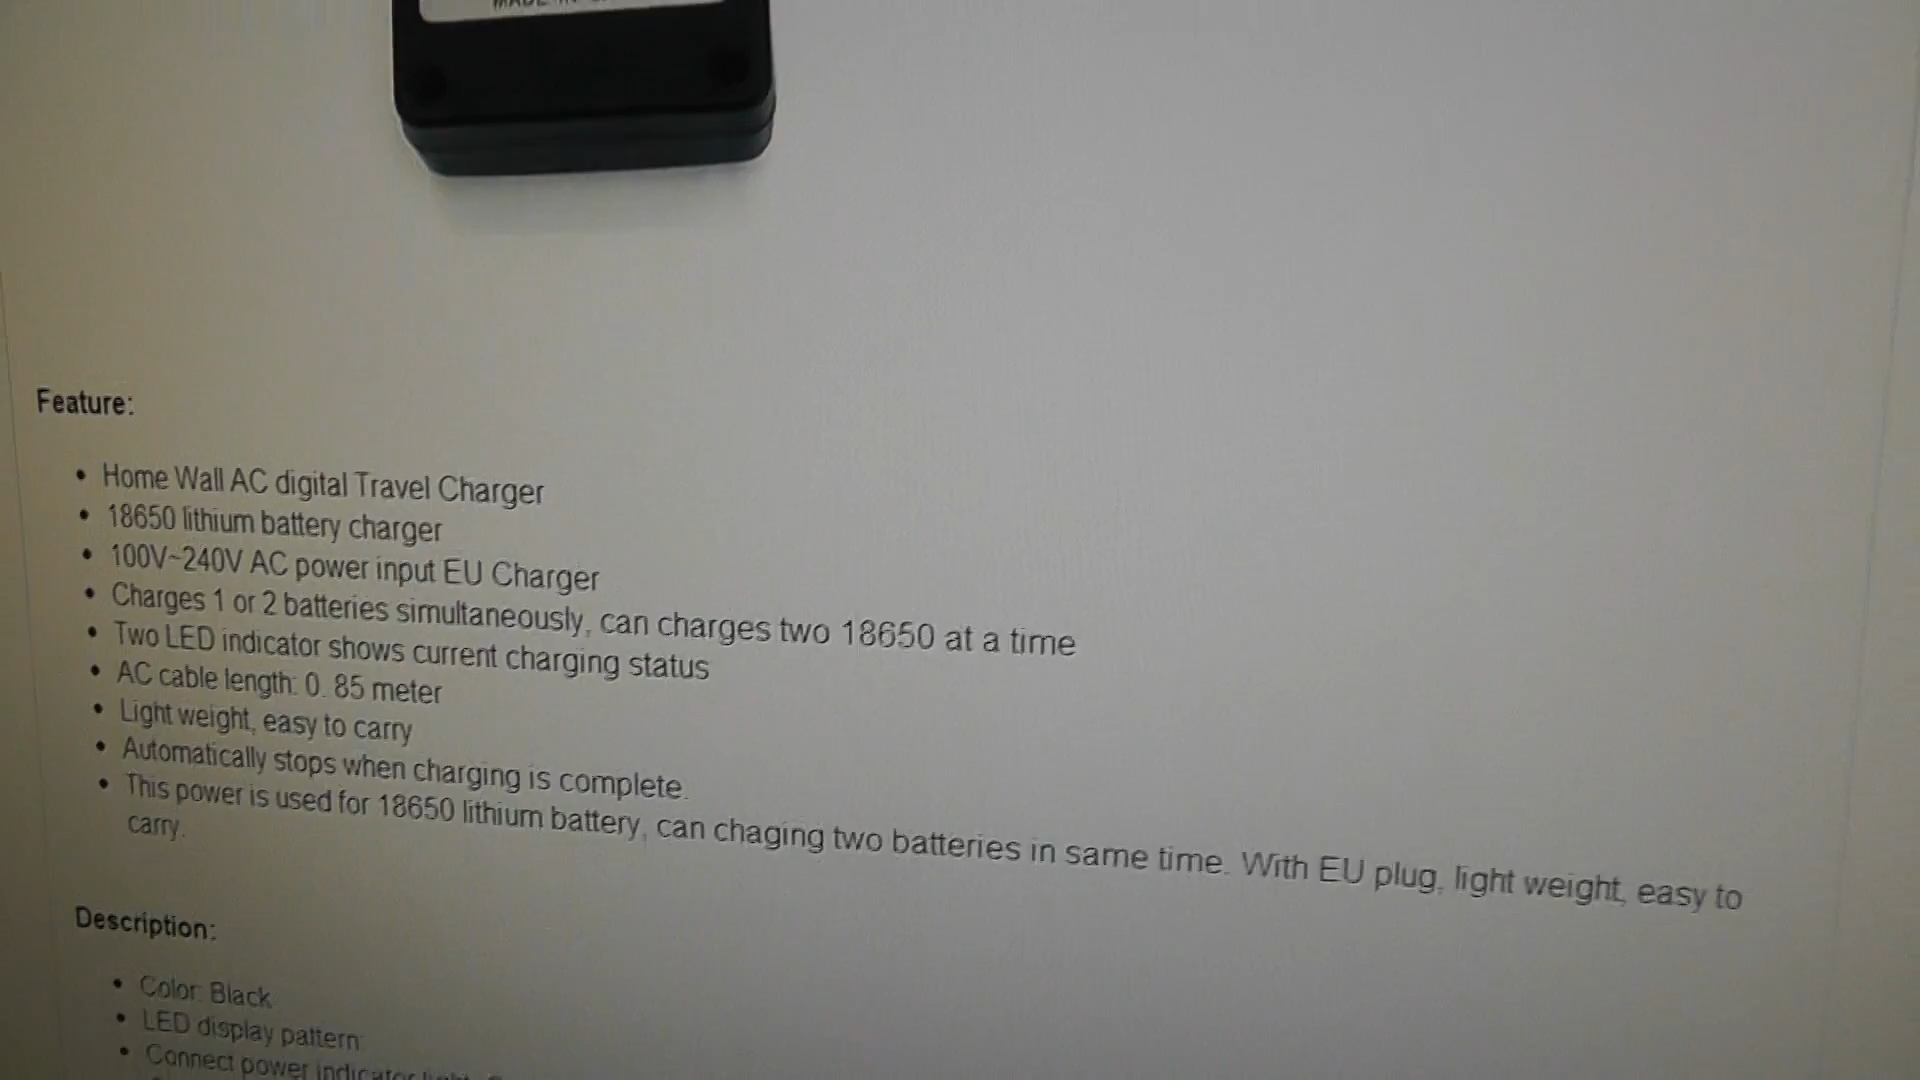 MADE IN
Feature:
• Home Wall AC digital Travel Charger
• 18650 lithium battery charger
• 100V~240V AC power input EU Charger
• Charges 1 or 2 batteries simultaneously, can charges two 18650 at a time
• Two LED indicator shows current charging status
• AC cable length: 0. 85 meter
• Light weight, easy to carry
• Automatically stops when charging is complete.
• This power is used for 18650 lithium battery, can chaging two batteries in same time. With EU plug, light weight, easy to
carry.
Description:
• Color: Black
• LED display pattern:
• Connect power indicator light: